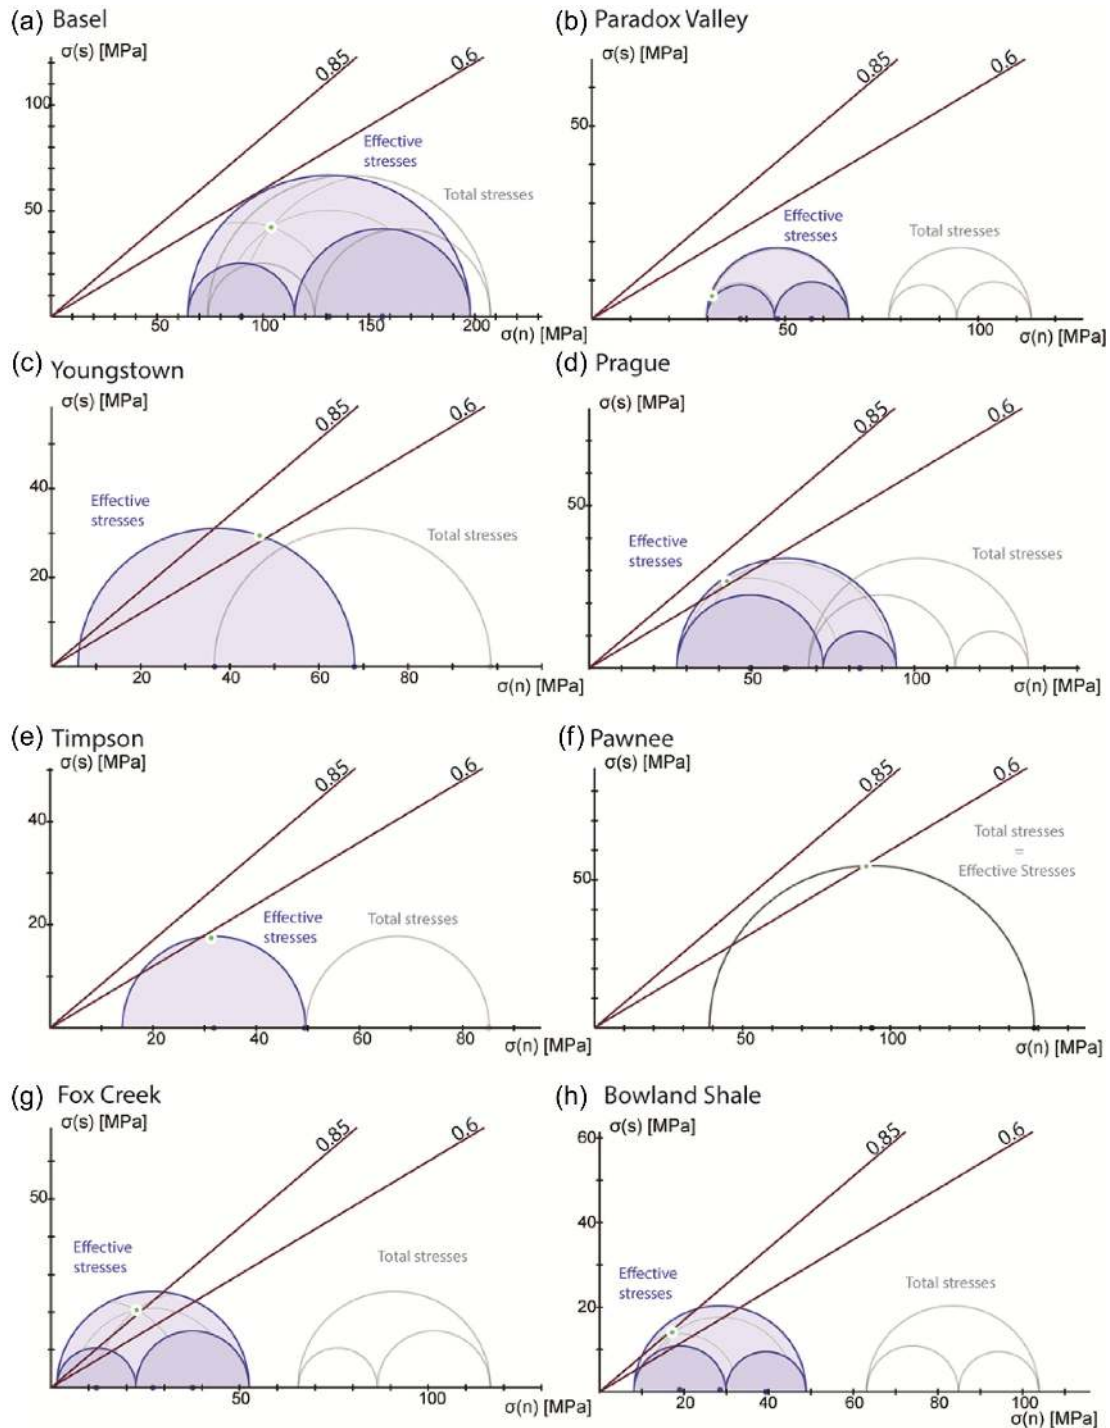 (a) Basel
σ(s) [MPa]
0.85
0.6
100
Effective
stresses
Total stresses
50
50
100
150
200
σ(n) [MPa]
(b) Paradox Valley
σ(s) [MPa]
0.85
0.6
50
Effective
stresses
Total stresses
50
100
σ(n) [MPa]
(c) Youngstown
σ(s) [MPa]
0.85
0.6
40
Effective
stresses
Total stresses
20
20
40
60
80
σ(n) [MPa]
(d) Prague
σ(s) [MPa]
0.85
0.6
50
Effective
stresses
Total stresses
50
100
σ(n) [MPa]
(e) Timpson
σ(s) [MPa]
0.85
0.6
40
20
Effective
stresses
Total stresses
20
40
60
80
σ(n) [MPa]
(f) Pawnee
σ(s) [MPa]
0.85
0.6
Total stresses
=
Effective Stresses
50
50
100
σ(n) [MPa]
(g) Fox Creek
σ(s) [MPa]
0.85
0.6
50
Effective
stresses
Total stresses
50
100
σ(n) [MPa]
(h) Bowland Shale
60
σ(s) [MPa]
0.85
0.6
40
Effective
stresses
Total stresses
20
20
40
60
80
100
σ(n) [MPa]